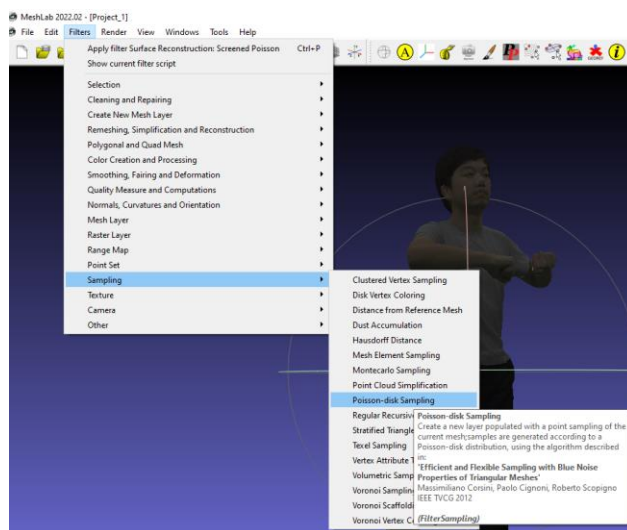 MeshLab 2022.02 - [Project_1]
File Edit Filters Render View Windows Tools Help
Apply filter Surface Reconstruction: Screened Poisson Ctrl+P
Show current filter script
Selection
Cleaning and Repairing
Create New Mesh Layer
Remeshing, Simplification and Reconstruction
Polygonal and Quad Mesh
Color Creation and Processing
Smoothing, Fairing and Deformation
Quality Measure and Computations
Normals, Curvatures and Orientation
Mesh Layer
Raster Layer
Range Map
Point Set
Sampling
Texture
Camera
Other
Clustered Vertex Sampling
Disk Vertex Coloring
Distance from Reference Mesh
Dust Accumulation
Hausdorff Distance
Mesh Element Sampling
Montecarlo Sampling
Point Cloud Simplification
Poisson-disk Sampling
Regular Recursiv
Stratified Triangle
Texel Sampling
Vertex Attribute T
Volumetric Samp
Voronoi Samplin
Voronoi Scaffoldi
Voronoi Vertex C
Poisson-disk Sampling
Create a new layer populated with a point sampling of the
current mesh;samples are generated according to a
Poisson-disk distribution, using the algorithm described
in:
'Efficient and Flexible Sampling with Blue Noise
Properties of Triangular Meshes'
Massimiliano Corsini, Paolo Cignoni, Roberto Scopigno
IEEE TVCG 2012
(FilterSampling)